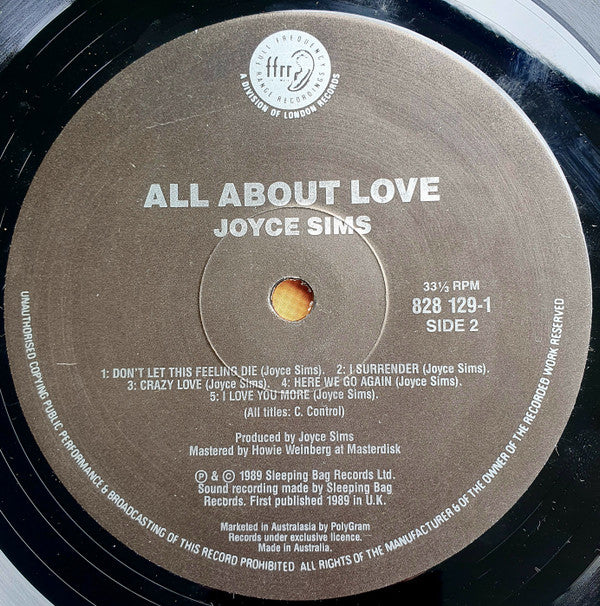 FULL FREQUENCY
ffrr
RANGE RECORDINGS
A DIVISION OF LONDON RECORDS
ALL ABOUT LOVE
JOYCE SIMS
33⅓ RPM
828 129-1
SIDE 2
1: DON'T LET THIS FEELING DIE (Joyce Sims). 2: I SURRENDER (Joyce Sims).
3: CRAZY LOVE (Joyce Sims). 4: HERE WE GO AGAIN (Joyce Sims).
5: I LOVE YOU MORE (Joyce Sims).
(All titles: C. Control)
Produced by Joyce Sims
Mastered by Howie Weinberg at Masterdisk
Ⓟ & © 1989 Sleeping Bag Records Ltd.
Sound recording made by Sleeping Bag
Records. First published 1989 in U.K.
Marketed in Australasia by PolyGram
Records under exclusive licence.
Made in Australia.
UNAUTHORISED COPYING PUBLIC PERFORMANCE & BROADCASTING OF THIS RECORD PROHIBITED ALL RIGHTS OF THE MANUFACTURER & OF THE OWNER OF THE RECORDED WORK RESERVED